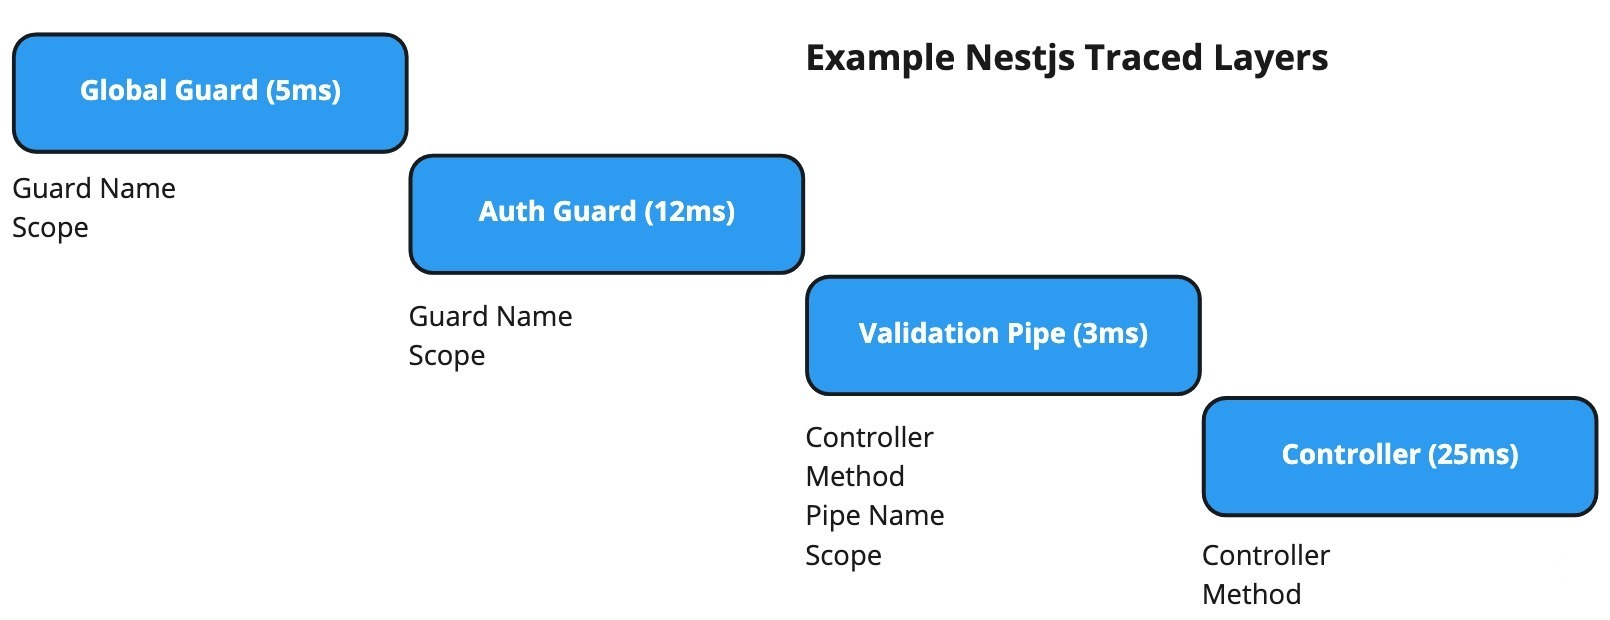 Example Nestjs Traced Layers
Global Guard (5ms)
Guard Name
Scope
Auth Guard (12ms)
Guard Name
Scope
Validation Pipe (3ms)
Controller
Method
Pipe Name
Scope
Controller (25ms)
Controller
Method